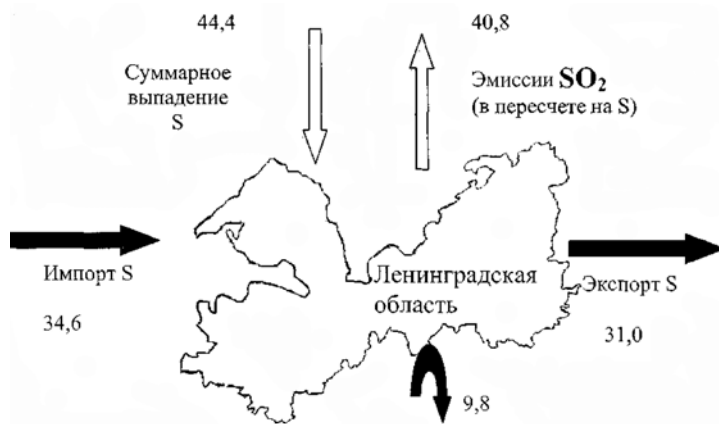 44,4
Суммарное
выпадение
S
40,8
Эмиссии SO₂
(в пересчете на S)
Импорт S
34,6
Ленинградская
область
Экспорт S
31,0
9,8